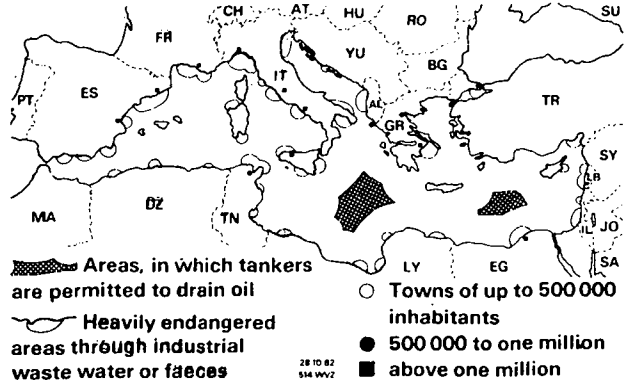 CH
AT
HU
RO
SU
FR
YU
IT
BG
PT
ES
AL
GR
TR
SY
LB
MA
DZ
TN
IL
JO
LY
EG
SA
Areas, in which tankers
are permitted to drain oil
Heavily endangered
areas through industrial
waste water or faeces
28 10 82
514 WVZ
Towns of up to 500 000
inhabitants
500 000 to one million
above one million